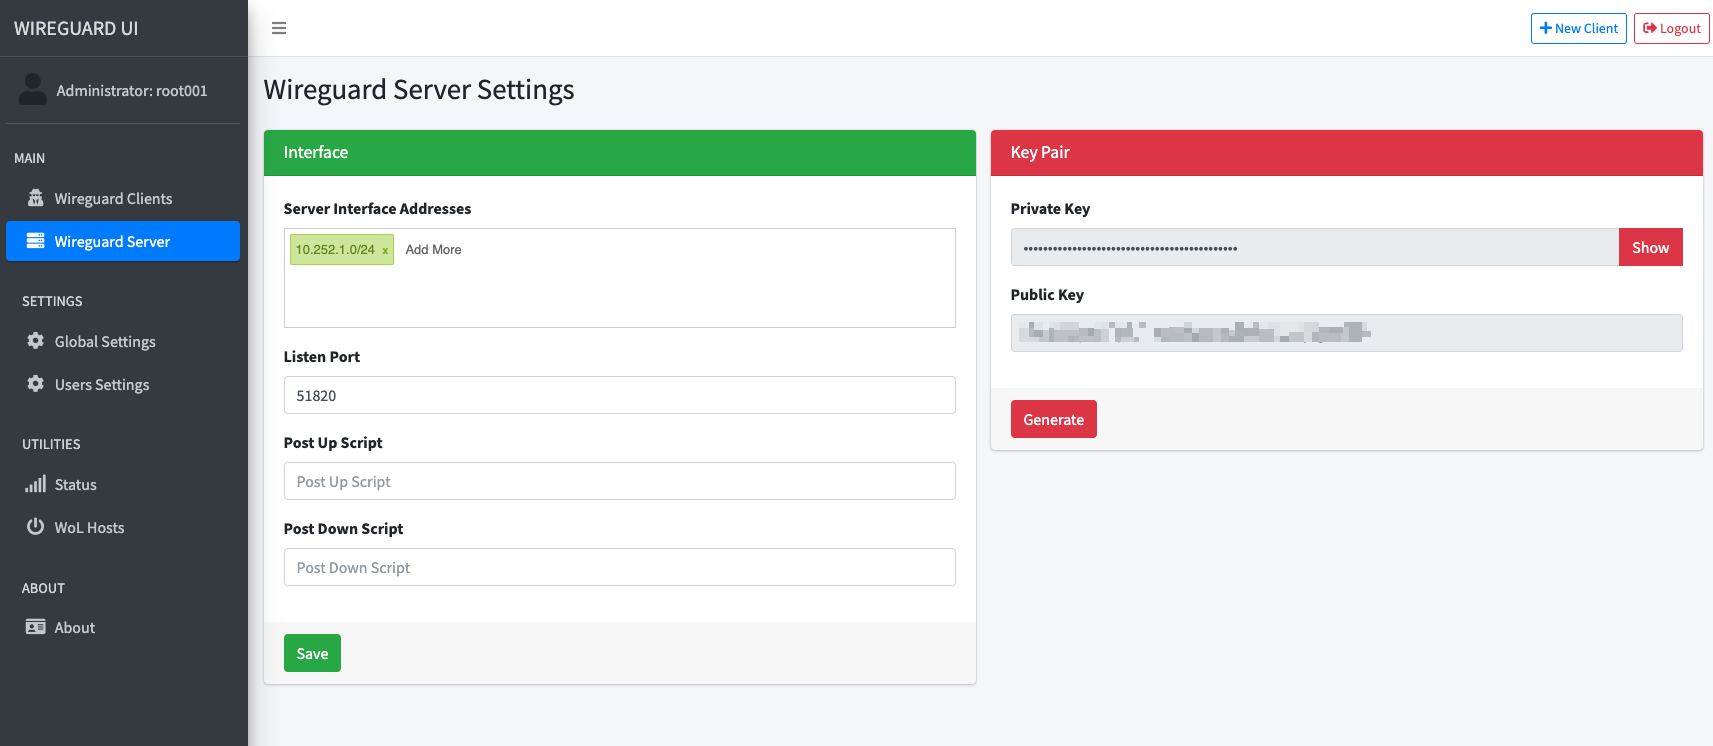 WIREGUARD UI
New Client
Logout
Administrator: root001
MAIN
Wireguard Clients
Wireguard Server
SETTINGS
Global Settings
Users Settings
UTILITIES
Status
WoL Hosts
ABOUT
About
Wireguard Server Settings
Interface
Server Interface Addresses
10.252.1.0/24 x Add More
Listen Port
51820
Post Up Script
Post Up Script
Post Down Script
Post Down Script
Save
Key Pair
Private Key
Show
Public Key
Generate